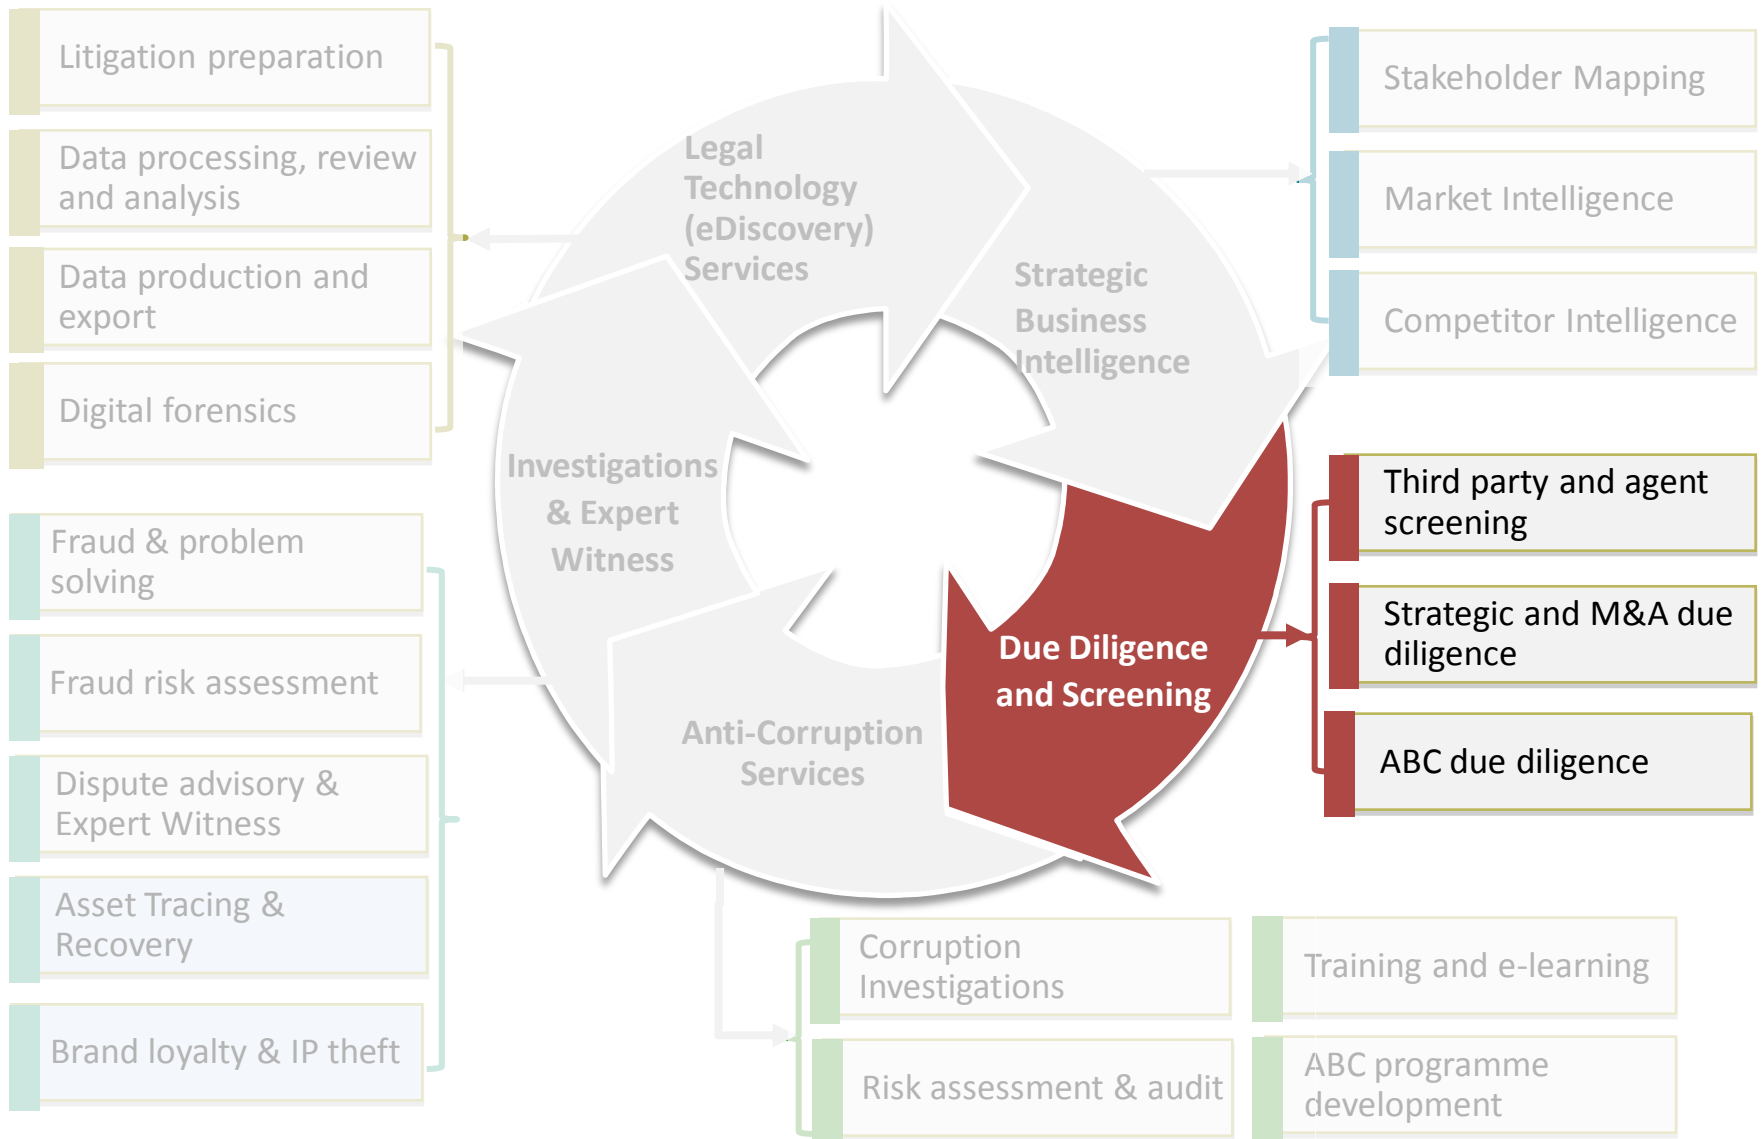 Litigation preparation
Data processing, review
and analysis
Data production and
export
Digital forensics
Legal
Technology
(eDiscovery)
Services
Strategic
Business
Intelligence
Stakeholder Mapping
Market Intelligence
Competitor Intelligence
Investigations
& Expert
Witness
Third party and agent
screening
Strategic and M&A due
diligence
ABC due diligence
Due Diligence
and Screening
Anti-Corruption
Services
Fraud & problem
solving
Fraud risk assessment
Dispute advisory &
Expert Witness
Asset Tracing &
Recovery
Brand loyalty & IP theft
Corruption
Investigations
Risk assessment & audit
Training and e-learning
ABC programme
development